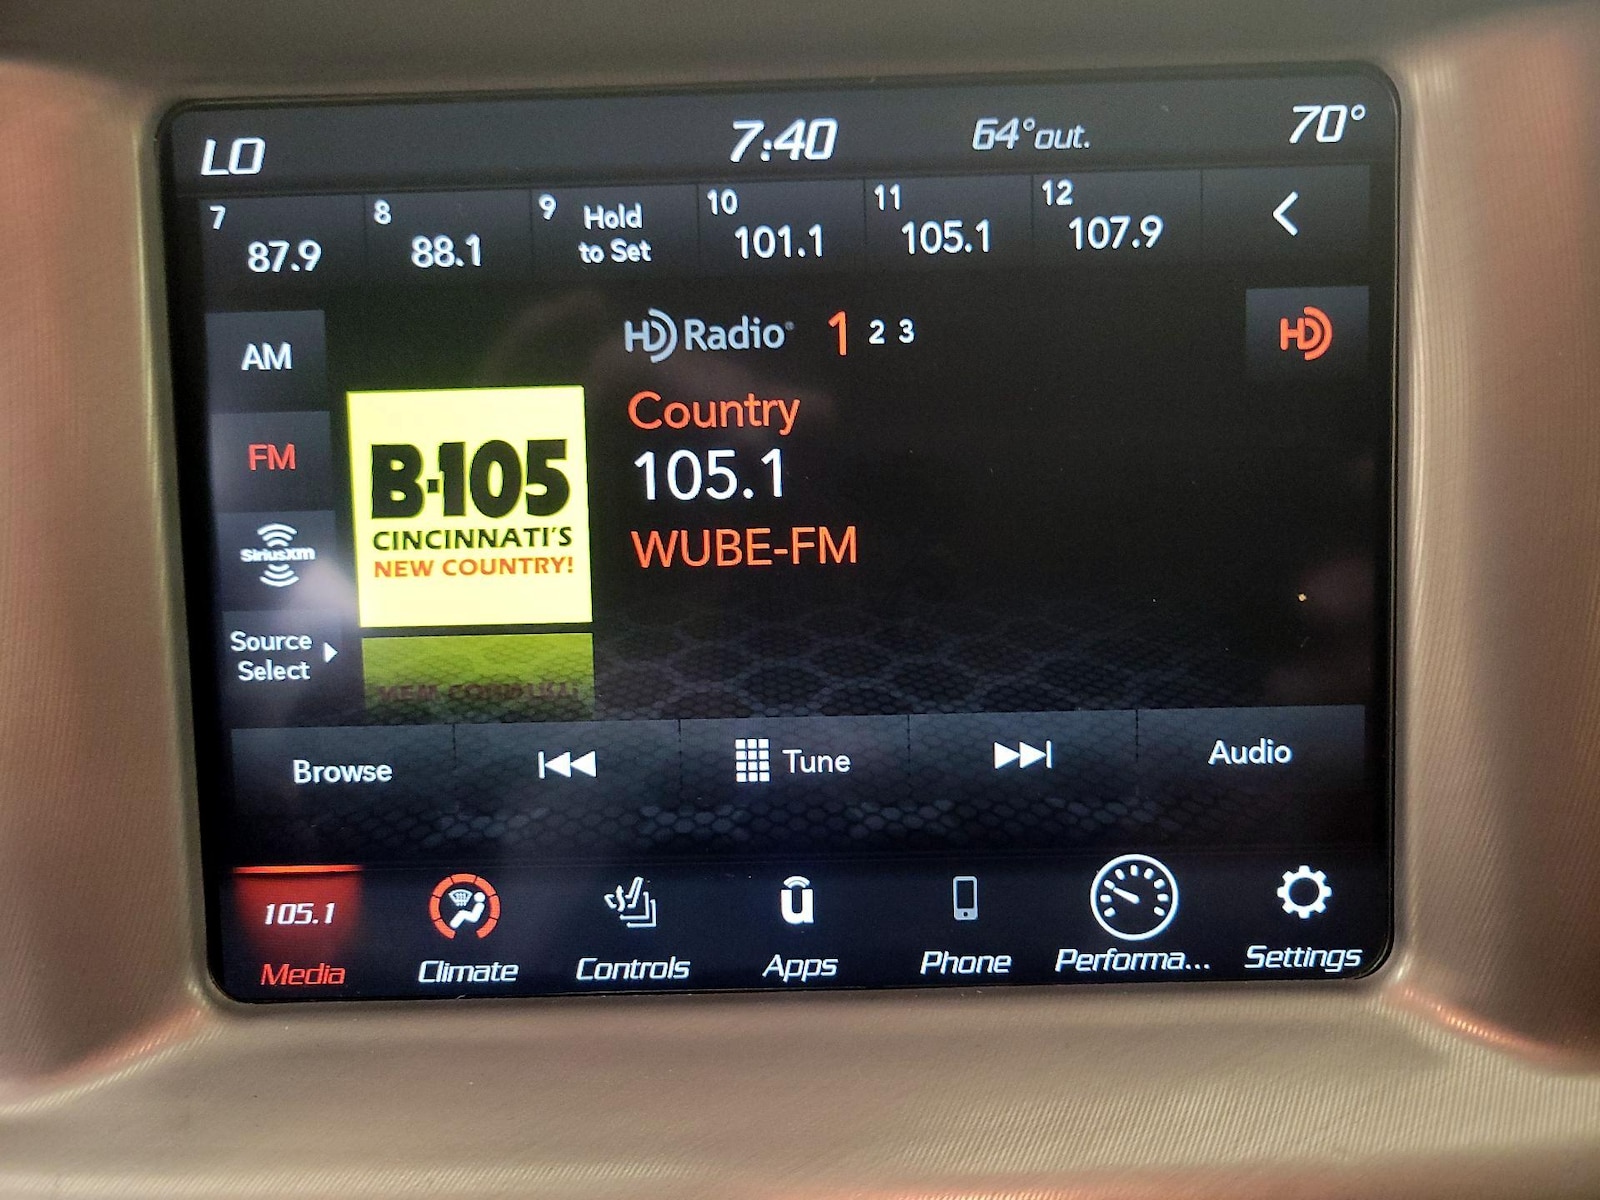 LO 7:40 64°out. 70°
7 8 9 Hold 10 11 12
87.9 88.1 to Set 101.1 105.1 107.9
HD Radio® 1 2 3 HD
AM
Country
105.1
WUBE-FM
FM
B-105
CINCINNATI'S
NEW COUNTRY!
SiriusXM
Source
Select
Browse Tune Audio
105.1 u
Media Climate Controls Apps Phone Performa... Settings